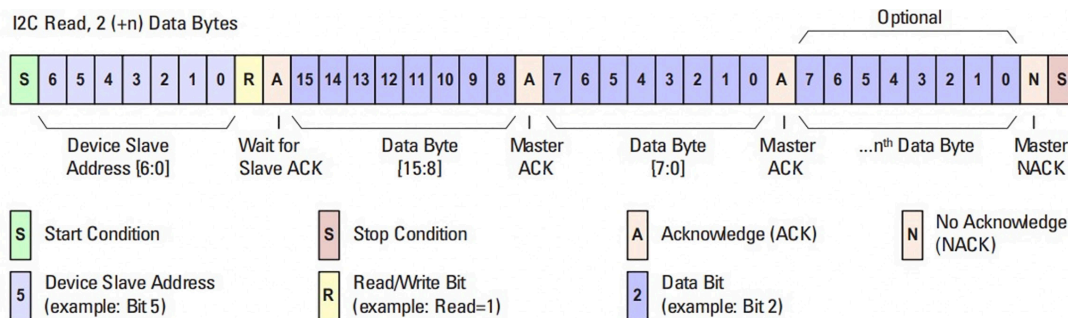 I2C Read, 2 (+n) Data Bytes
Optional
S 6 5 4 3 2 1 0 R A 15 14 13 12 11 10 9 8 A 7 6 5 4 3 2 1 0 A 7 6 5 4 3 2 1 0 N S
Device Slave Address [6:0]
Wait for Slave ACK
Data Byte [15:8]
Master ACK
Data Byte [7:0]
Master ACK
...nth Data Byte
Master NACK
S Start Condition
S Stop Condition
A Acknowledge (ACK)
N No Acknowledge (NACK)
5 Device Slave Address (example: Bit 5)
R Read/Write Bit (example: Read=1)
2 Data Bit (example: Bit 2)